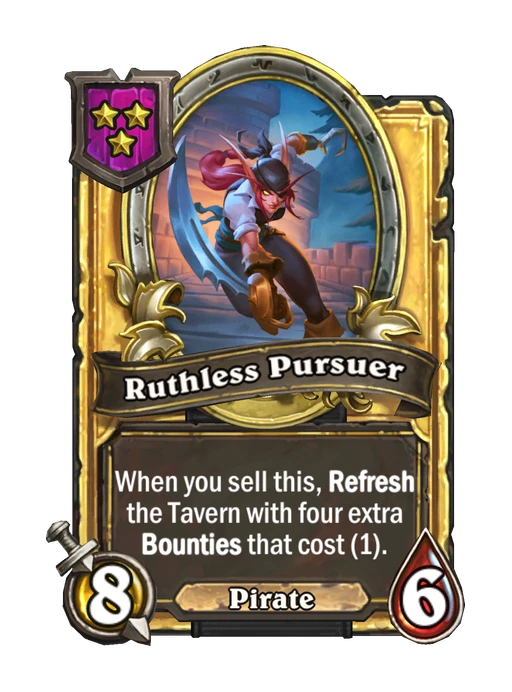 Ruthless Pursuer
When you sell this, Refresh
the Tavern with four extra
Bounties that cost (1).
8
Pirate
6